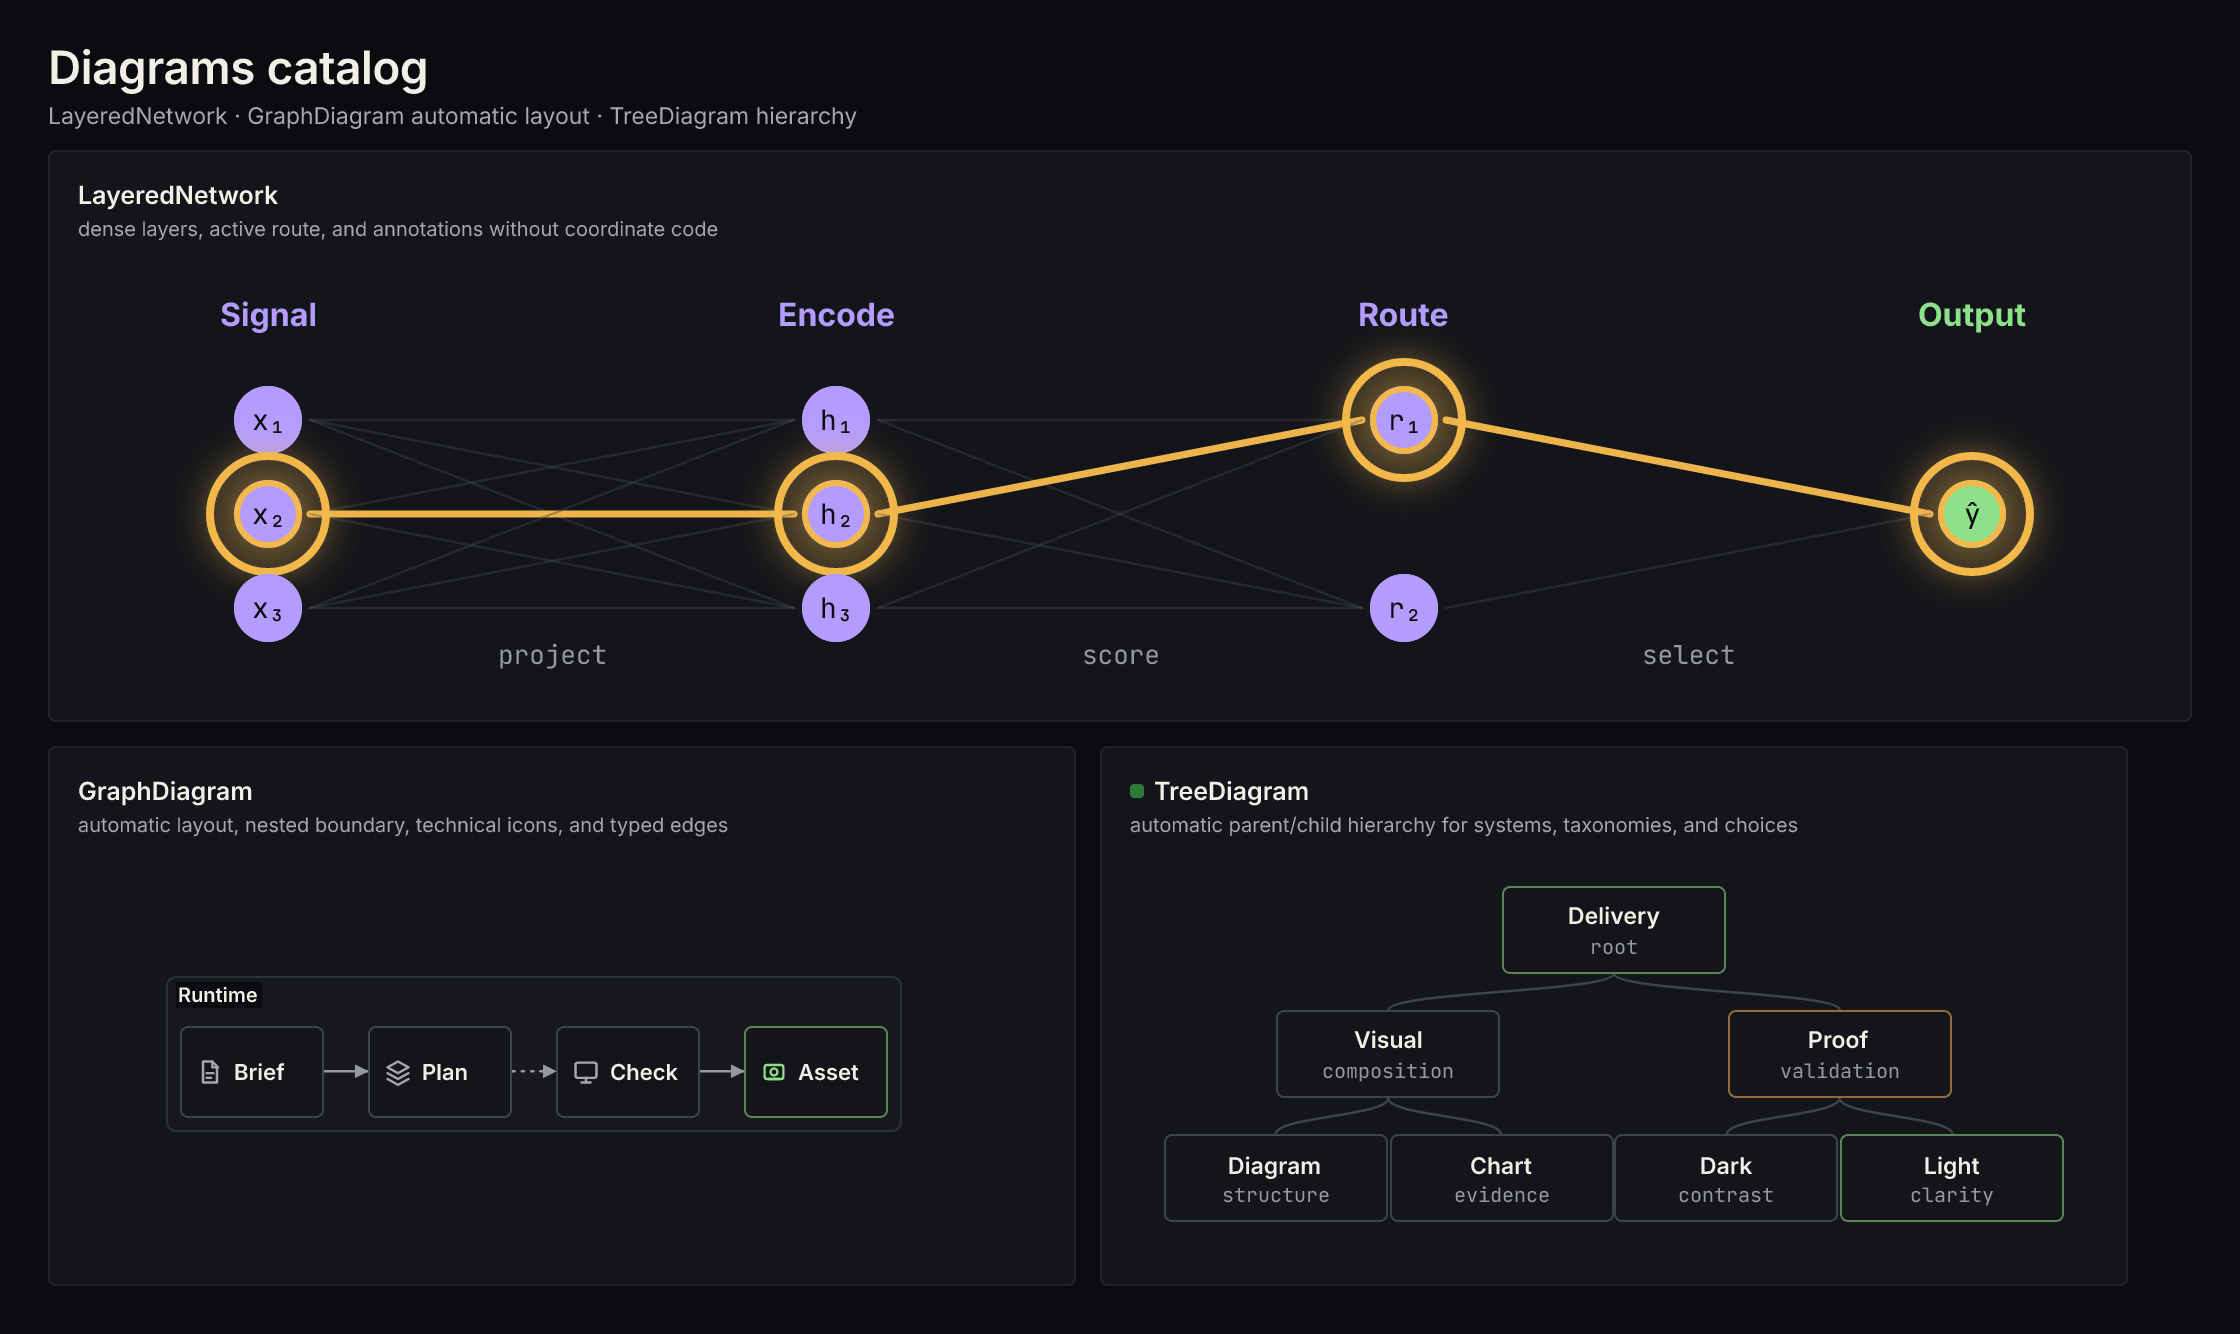 Diagrams catalog
LayeredNetwork · GraphDiagram automatic layout · TreeDiagram hierarchy
LayeredNetwork
dense layers, active route, and annotations without coordinate code
Signal
Encode
Route
Output
x₁
h₁
r₁
x₂
h₂
ŷ
x₃
h₃
r₂
project
score
select
GraphDiagram
automatic layout, nested boundary, technical icons, and typed edges
Runtime
Brief
Plan
Check
Asset
TreeDiagram
automatic parent/child hierarchy for systems, taxonomies, and choices
Delivery
root
Visual
composition
Proof
validation
Diagram
structure
Chart
evidence
Dark
contrast
Light
clarity